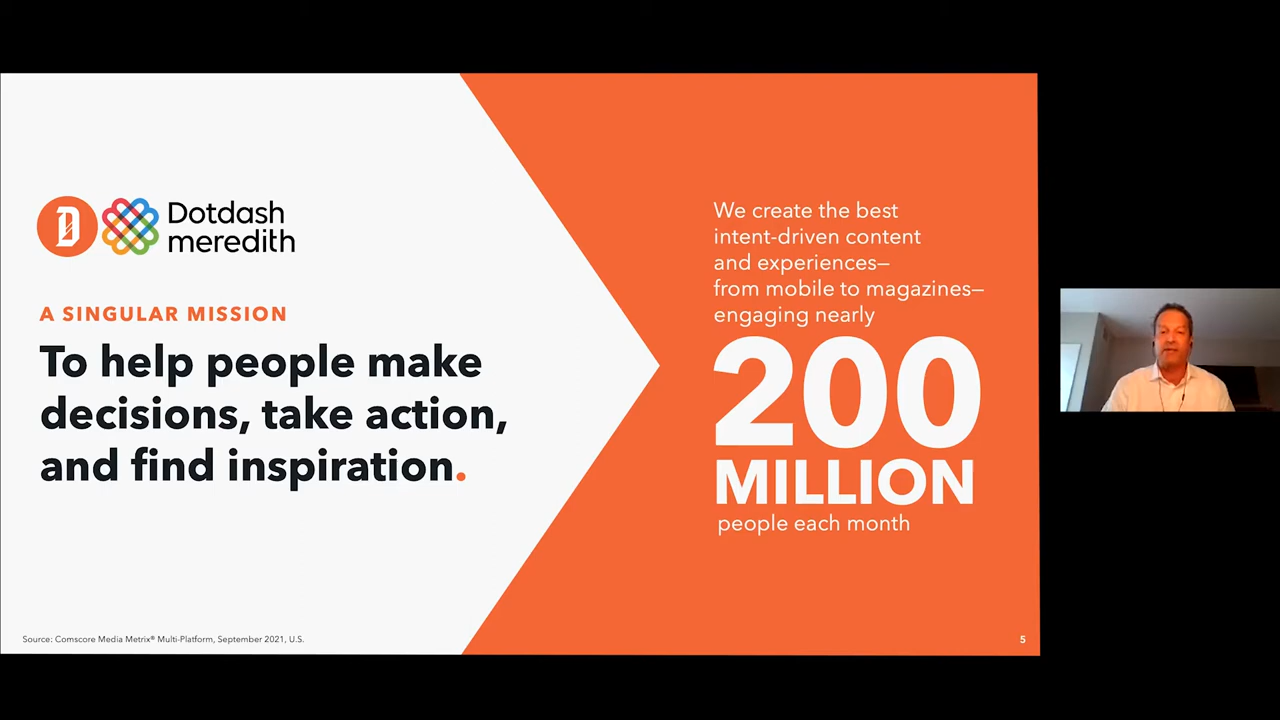 D
Dotdash
meredith
A SINGULAR MISSION
To help people make
decisions, take action,
and find inspiration.
We create the best
intent-driven content
and experiences—
from mobile to magazines—
engaging nearly
200
MILLION
people each month
Source: Comscore Media Metrix® Multi-Platform, September 2021, U.S.
5